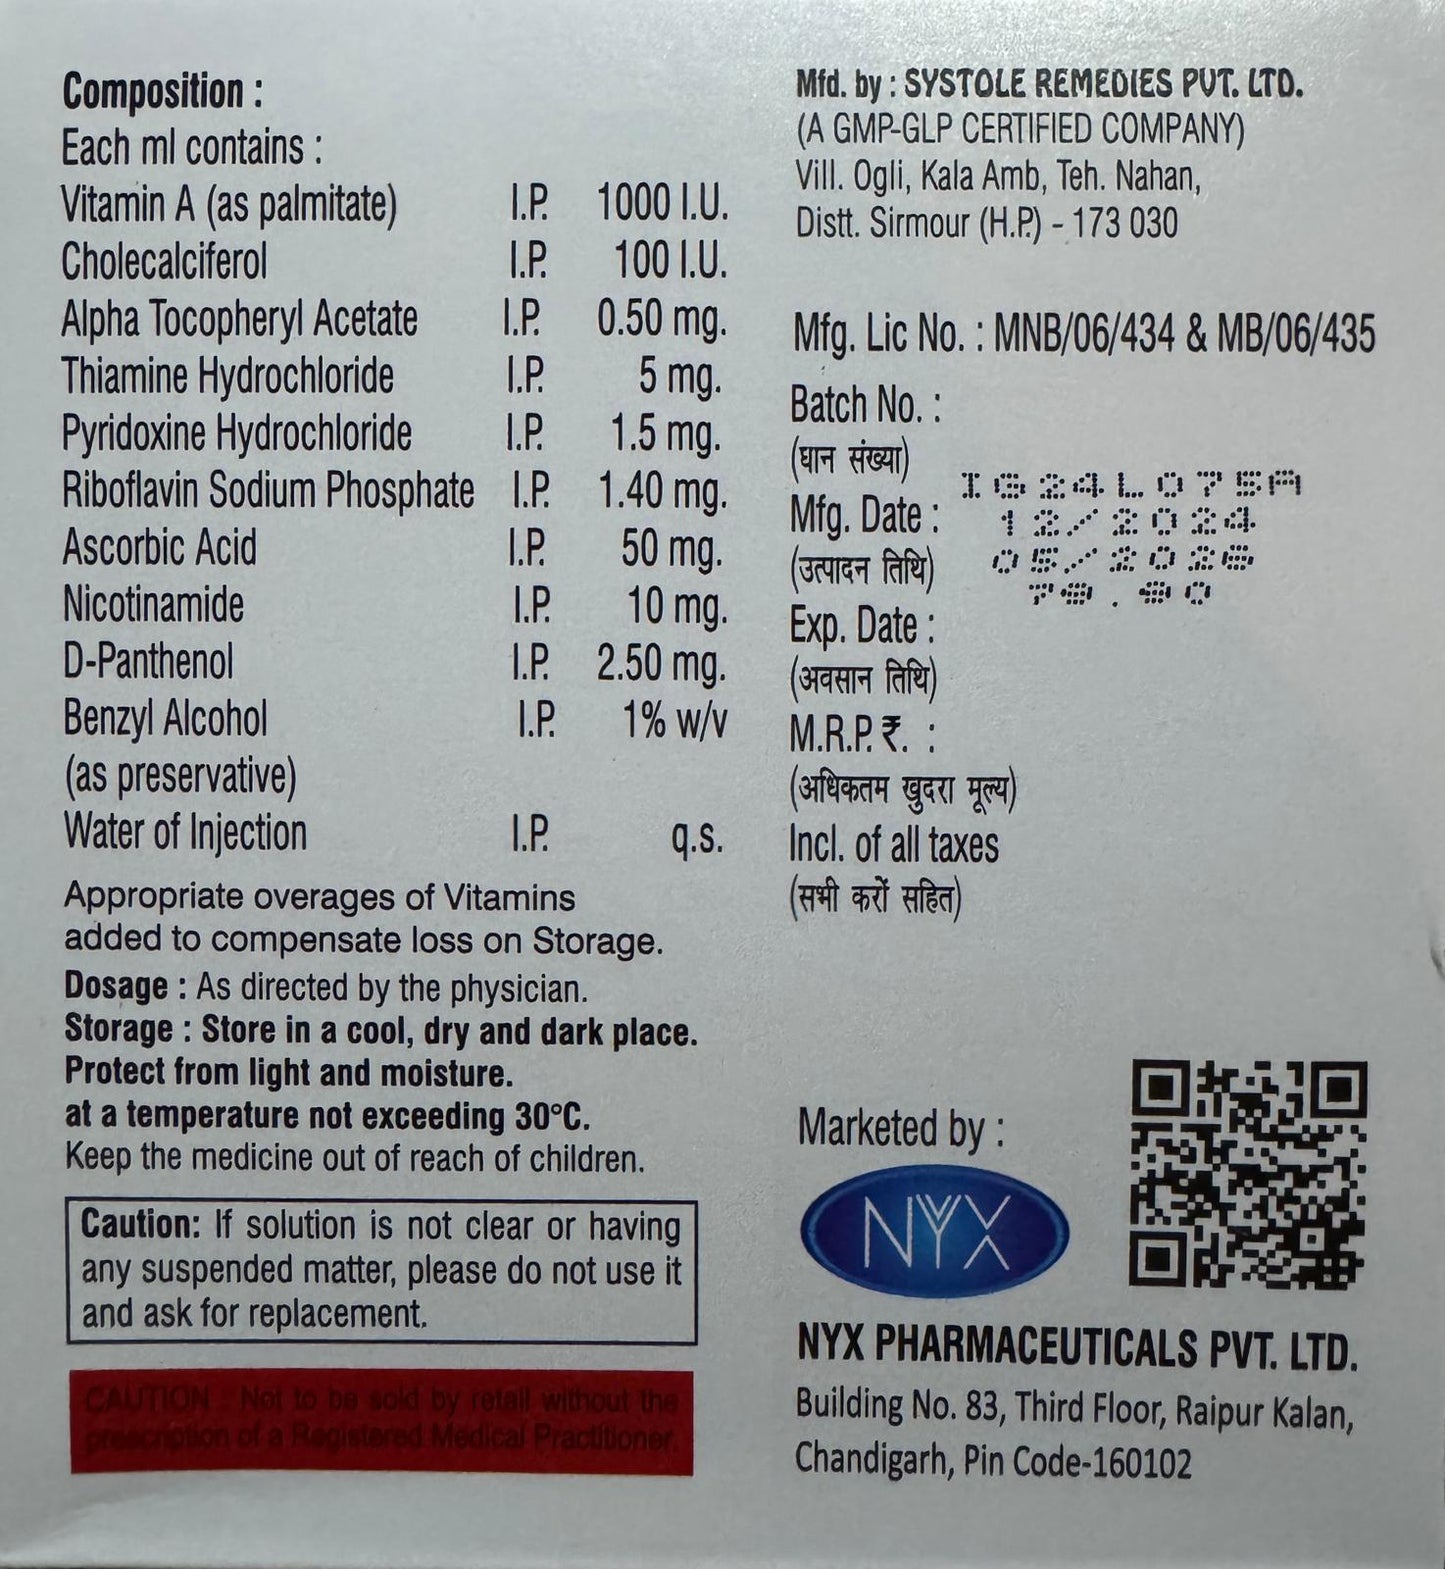 Composition :
Each ml contains :
Vitamin A (as palmitate) I.P. 1000 I.U.
Cholecalciferol I.P. 100 I.U.
Alpha Tocopheryl Acetate I.P. 0.50 mg.
Thiamine Hydrochloride I.P. 5 mg.
Pyridoxine Hydrochloride I.P. 1.5 mg.
Riboflavin Sodium Phosphate I.P. 1.40 mg.
Ascorbic Acid I.P. 50 mg.
Nicotinamide I.P. 10 mg.
D-Panthenol I.P. 2.50 mg.
Benzyl Alcohol I.P. 1% w/v
(as preservative)
Water of Injection I.P. q.s.
Appropriate overages of Vitamins
added to compensate loss on Storage.
Dosage : As directed by the physician.
Storage : Store in a cool, dry and dark place.
Protect from light and moisture.
at a temperature not exceeding 30°C.
Keep the medicine out of reach of children.
Caution: If solution is not clear or having
any suspended matter, please do not use it
and ask for replacement.
CAUTION : Not to be sold by retail without the
prescription of a Registered Medical Practitioner.
Mfd. by : SYSTOLE REMEDIES PVT. LTD.
(A GMP-GLP CERTIFIED COMPANY)
Vill. Ogli, Kala Amb, Teh. Nahan,
Distt. Sirmour (H.P.) - 173 030
Mfg. Lic No. : MNB/06/434 & MB/06/435
Batch No. :
(घान संख्या)
IG24L075A
Mfg. Date :
12/2024
(उत्पादन तिथि)
05/2026
Exp. Date :
(अवसान तिथि)
M.R.P. ₹. :
(अधिकतम खुदरा मूल्य)
Incl. of all taxes
(सभी करों सहित)
Marketed by :
NYX
NYX PHARMACEUTICALS PVT. LTD.
Building No. 83, Third Floor, Raipur Kalan,
Chandigarh, Pin Code-160102